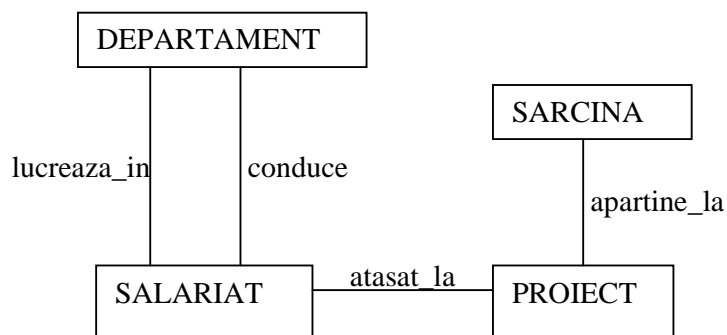 DEPARTAMENT
SARCINA
lucreaza_in
conduce
apartine_la
SALARIAT
atasat_la
PROIECT